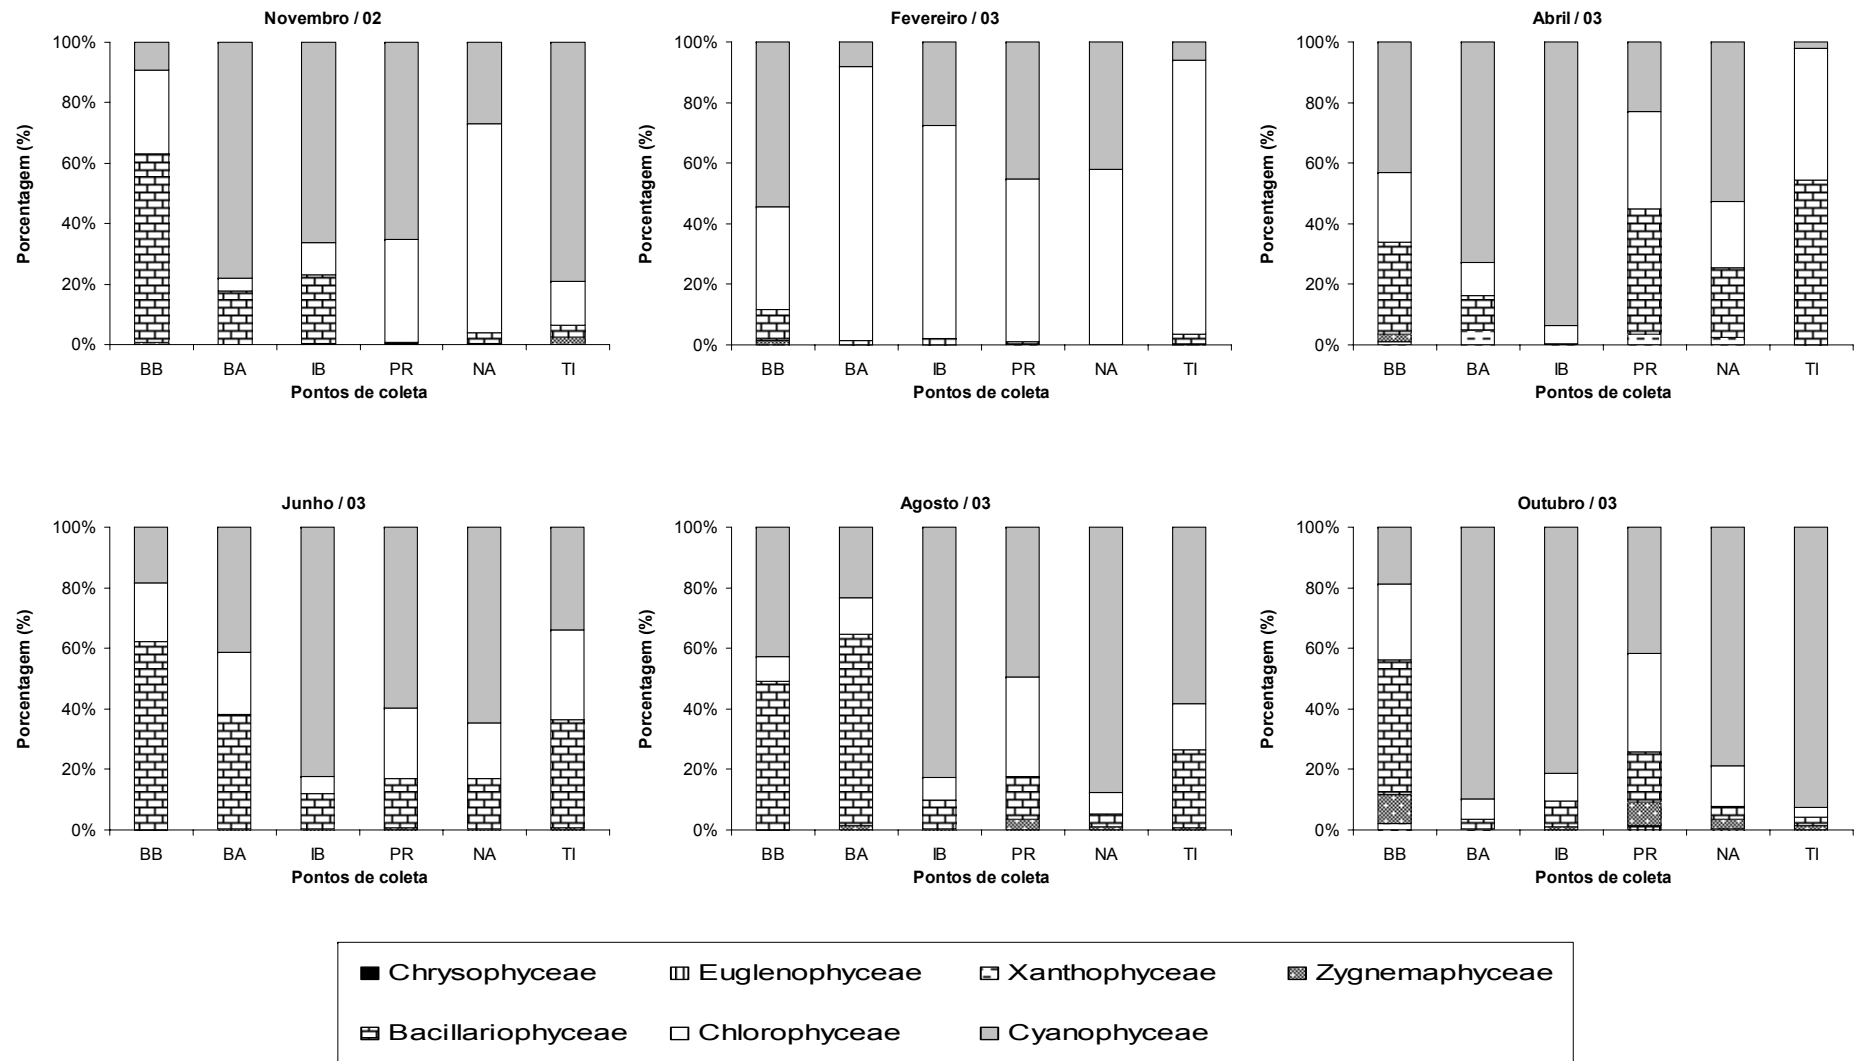 Novembro / 02
Porcentagem (%)
100%
80%
60%
40%
20%
0%
BB BA IB PR NA TI
Pontos de coleta
Fevereiro / 03
Porcentagem (%)
100%
80%
60%
40%
20%
0%
BB BA IB PR NA TI
Pontos de coleta
Abril / 03
Porcentagem (%)
100%
80%
60%
40%
20%
0%
BB BA IB PR NA TI
Pontos de coleta
Junho / 03
Porcentagem (%)
100%
80%
60%
40%
20%
0%
BB BA IB PR NA TI
Pontos de coleta
Agosto / 03
Porcentagem (%)
100%
80%
60%
40%
20%
0%
BB BA IB PR NA TI
Pontos de coleta
Outubro / 03
Porcentagem (%)
100%
80%
60%
40%
20%
0%
BB BA IB PR NA TI
Pontos de coleta
Chrysophyceae Euglenophyceae Xanthophyceae Zygnemaphyceae
Bacillariophyceae Chlorophyceae Cyanophyceae